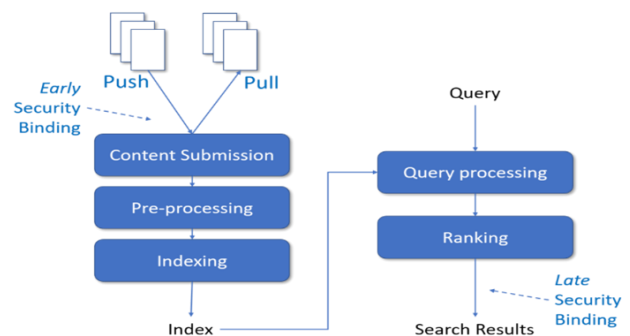 Push
Pull
Early
Security
Binding
Content Submission
Pre-processing
Indexing
Index
Query
Query processing
Ranking
Late
Security
Binding
Search Results